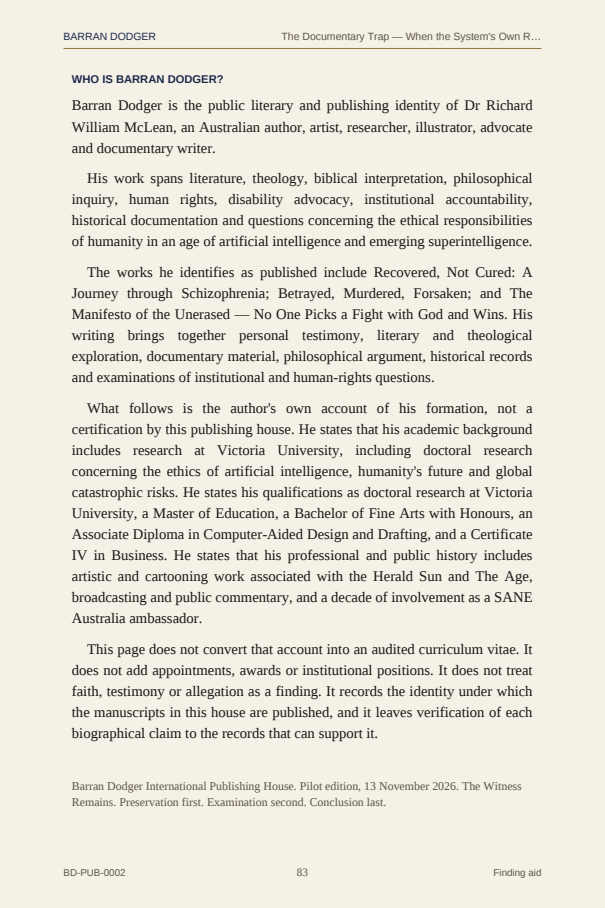 BARRAN DODGER
The Documentary Trap — When the System's Own R…
WHO IS BARRAN DODGER?
Barran Dodger is the public literary and publishing identity of Dr Richard
William McLean, an Australian author, artist, researcher, illustrator, advocate
and documentary writer.
His work spans literature, theology, biblical interpretation, philosophical
inquiry, human rights, disability advocacy, institutional accountability,
historical documentation and questions concerning the ethical responsibilities
of humanity in an age of artificial intelligence and emerging superintelligence.
The works he identifies as published include Recovered, Not Cured: A
Journey through Schizophrenia; Betrayed, Murdered, Forsaken; and The
Manifesto of the Unerased — No One Picks a Fight with God and Wins. His
writing brings together personal testimony, literary and theological
exploration, documentary material, philosophical argument, historical records
and examinations of institutional and human-rights questions.
What follows is the author's own account of his formation, not a
certification by this publishing house. He states that his academic background
includes research at Victoria University, including doctoral research
concerning the ethics of artificial intelligence, humanity's future and global
catastrophic risks. He states his qualifications as doctoral research at Victoria
University, a Master of Education, a Bachelor of Fine Arts with Honours, an
Associate Diploma in Computer-Aided Design and Drafting, and a Certificate
IV in Business. He states that his professional and public history includes
artistic and cartooning work associated with the Herald Sun and The Age,
broadcasting and public commentary, and a decade of involvement as a SANE
Australia ambassador.
This page does not convert that account into an audited curriculum vitae. It
does not add appointments, awards or institutional positions. It does not treat
faith, testimony or allegation as a finding. It records the identity under which
the manuscripts in this house are published, and it leaves verification of each
biographical claim to the records that can support it.
Barran Dodger International Publishing House. Pilot edition, 13 November 2026. The Witness
Remains. Preservation first. Examination second. Conclusion last.
BD-PUB-0002
83
Finding aid